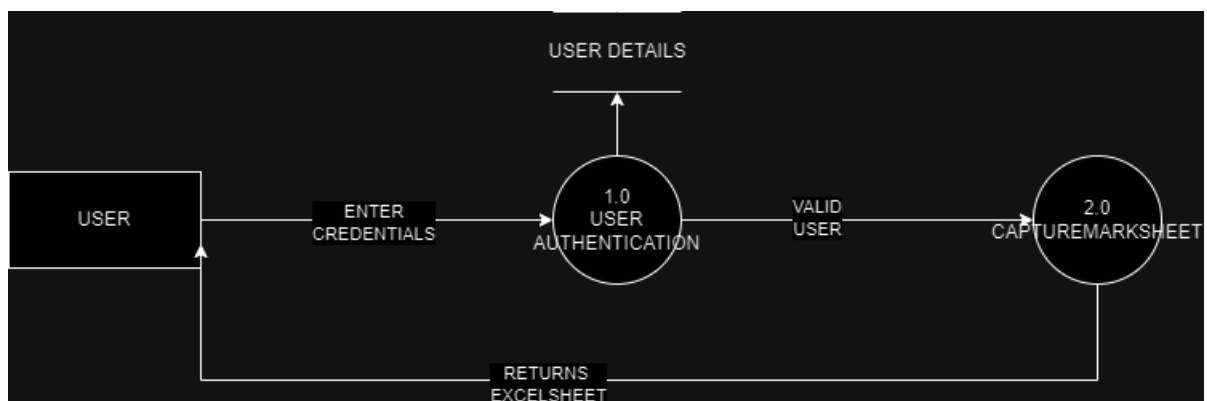 USER DETAILS
USER
ENTER
CREDENTIALS
1.0
USER
AUTHENTICATION
VALID
USER
2.0
CAPTUREMARKSHEET
RETURNS
EXCELSHEET